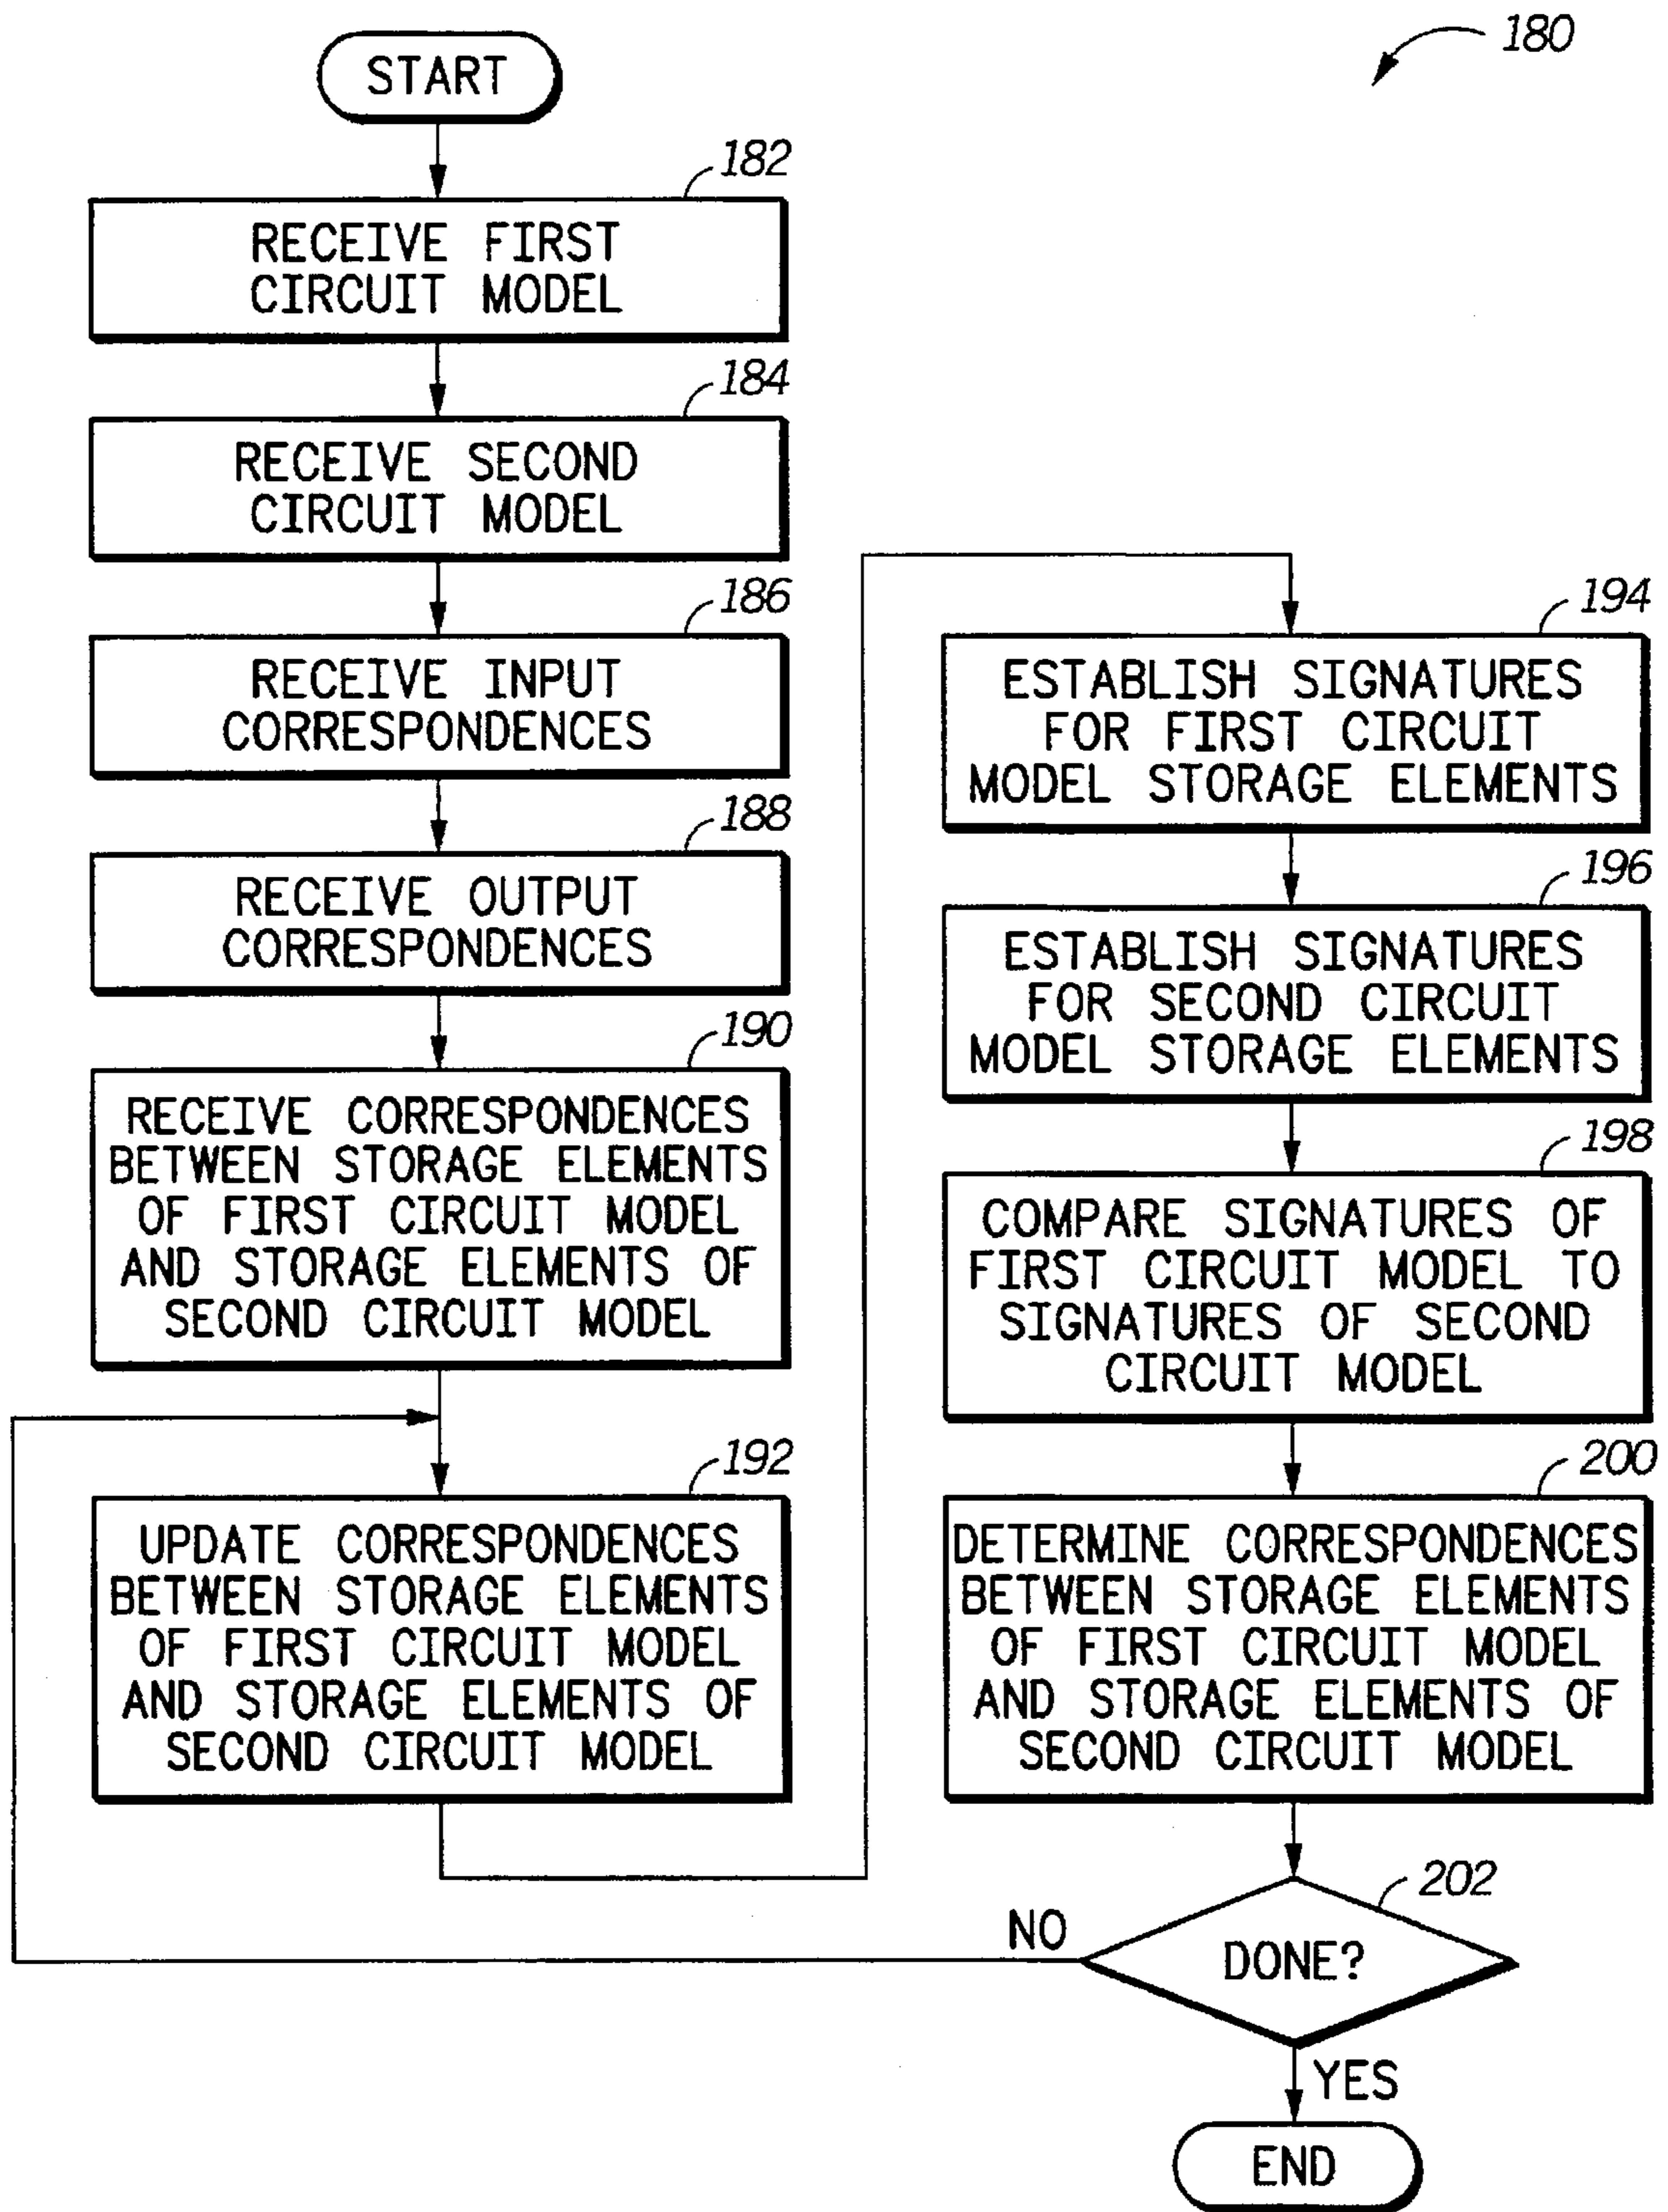 180
START
182
RECEIVE FIRST
CIRCUIT MODEL
184
RECEIVE SECOND
CIRCUIT MODEL
186
RECEIVE INPUT
CORRESPONDENCES
188
RECEIVE OUTPUT
CORRESPONDENCES
190
RECEIVE CORRESPONDENCES
BETWEEN STORAGE ELEMENTS
OF FIRST CIRCUIT MODEL
AND STORAGE ELEMENTS OF
SECOND CIRCUIT MODEL
192
UPDATE CORRESPONDENCES
BETWEEN STORAGE ELEMENTS
OF FIRST CIRCUIT MODEL
AND STORAGE ELEMENTS OF
SECOND CIRCUIT MODEL
194
ESTABLISH SIGNATURES
FOR FIRST CIRCUIT
MODEL STORAGE ELEMENTS
196
ESTABLISH SIGNATURES
FOR SECOND CIRCUIT
MODEL STORAGE ELEMENTS
198
COMPARE SIGNATURES OF
FIRST CIRCUIT MODEL TO
SIGNATURES OF SECOND
CIRCUIT MODEL
200
DETERMINE CORRESPONDENCES
BETWEEN STORAGE ELEMENTS
OF FIRST CIRCUIT MODEL
AND STORAGE ELEMENTS OF
SECOND CIRCUIT MODEL
202
NO
DONE?
YES
END